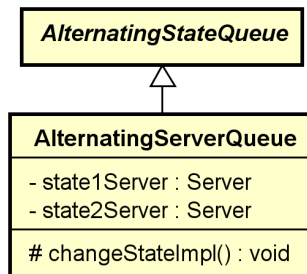 AlternatingStateQueue
AlternatingServerQueue
- state1Server : Server
- state2Server : Server
# changeStateImpl() : void